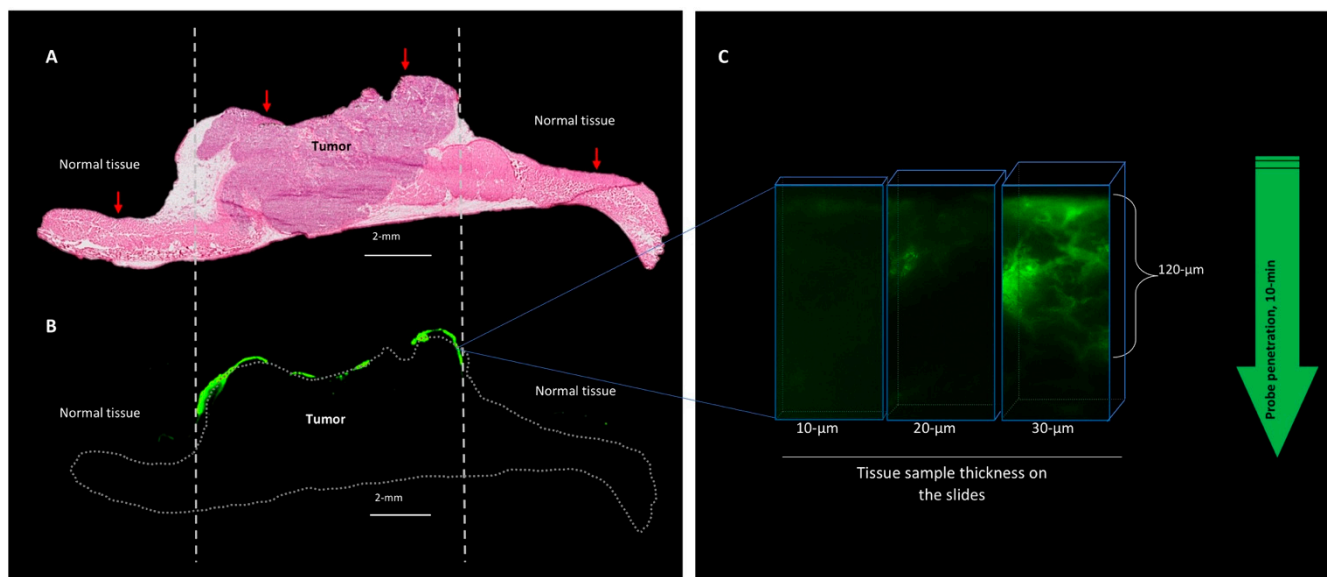 A
Normal tissue
Tumor
Normal tissue
2-mm
B
Normal tissue
Tumor
Normal tissue
2-mm
C
120-μm
10-μm
20-μm
30-μm
Tissue sample thickness on
the slides
Probe penetration, 10-min